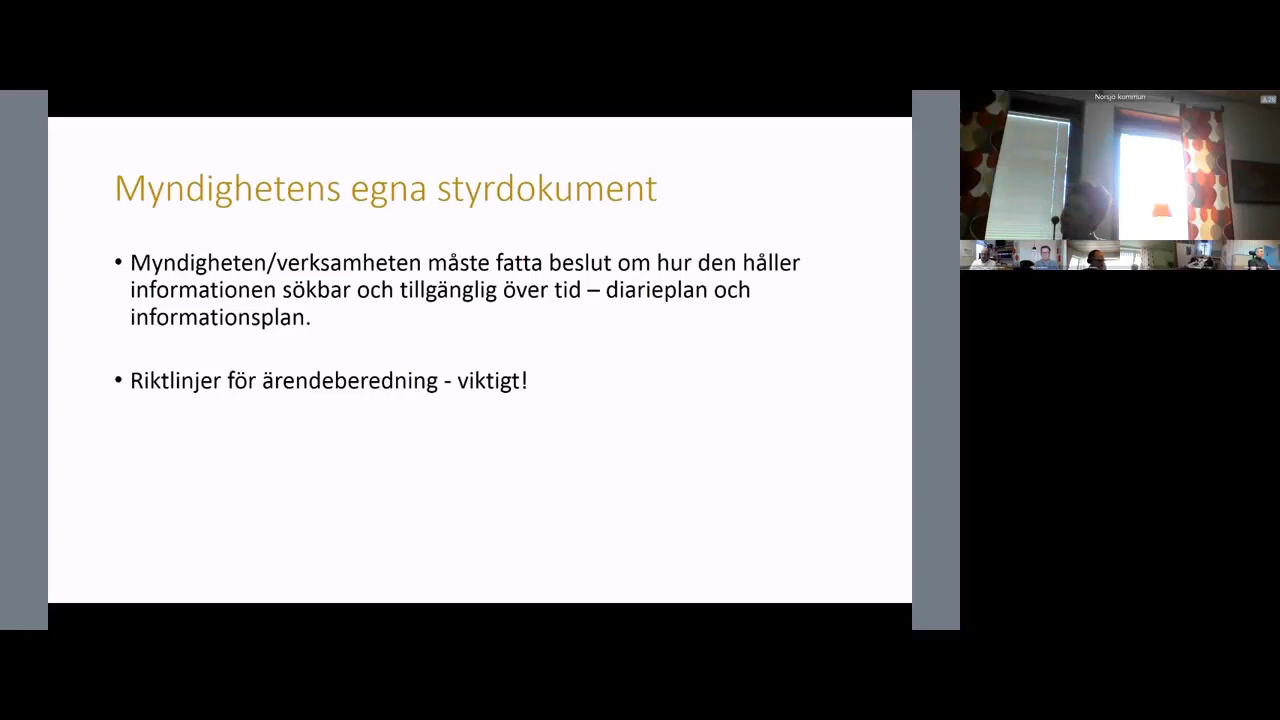 Myndighetens egna styrdokument
• Myndigheten/verksamheten måste fatta beslut om hur den håller
informationen sökbar och tillgänglig över tid – diarieplan och
informationsplan.
• Riktlinjer för ärendeberedning - viktigt!
Norsjö kommun